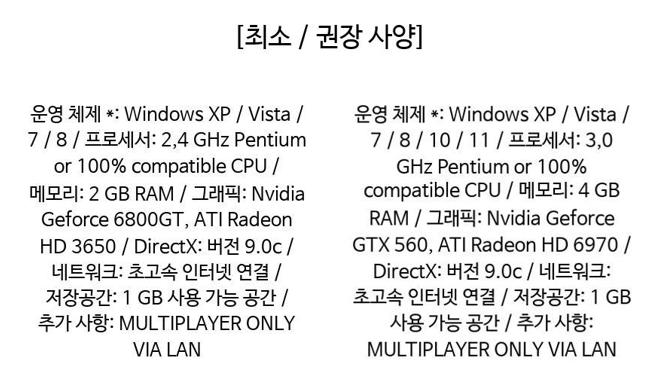 [최소 / 권장 사양]
운영 체제 *: Windows XP / Vista /
7 / 8 / 프로세서: 2,4 GHz Pentium
or 100% compatible CPU /
메모리: 2 GB RAM / 그래픽: Nvidia
Geforce 6800GT, ATI Radeon
HD 3650 / DirectX: 버전 9.0c /
네트워크: 초고속 인터넷 연결 /
저장공간: 1 GB 사용 가능 공간 /
추가 사항: MULTIPLAYER ONLY
VIA LAN
운영 체제 *: Windows XP / Vista /
7 / 8 / 10 / 11 / 프로세서: 3,0
GHz Pentium or 100%
compatible CPU / 메모리: 4 GB
RAM / 그래픽: Nvidia Geforce
GTX 560, ATI Radeon HD 6970 /
DirectX: 버전 9.0c / 네트워크:
초고속 인터넷 연결 / 저장공간: 1 GB
사용 가능 공간 / 추가 사항:
MULTIPLAYER ONLY VIA LAN